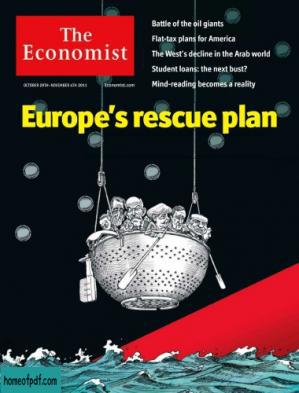 The
Economist
OCTOBER 29TH–NOVEMBER 4TH 2011
Economist.com
Battle of the oil giants
Flat-tax plans for America
The West's decline in the Arab world
Student loans: the next bust?
Mind-reading becomes a reality
Europe's rescue plan
homeofpdf.com